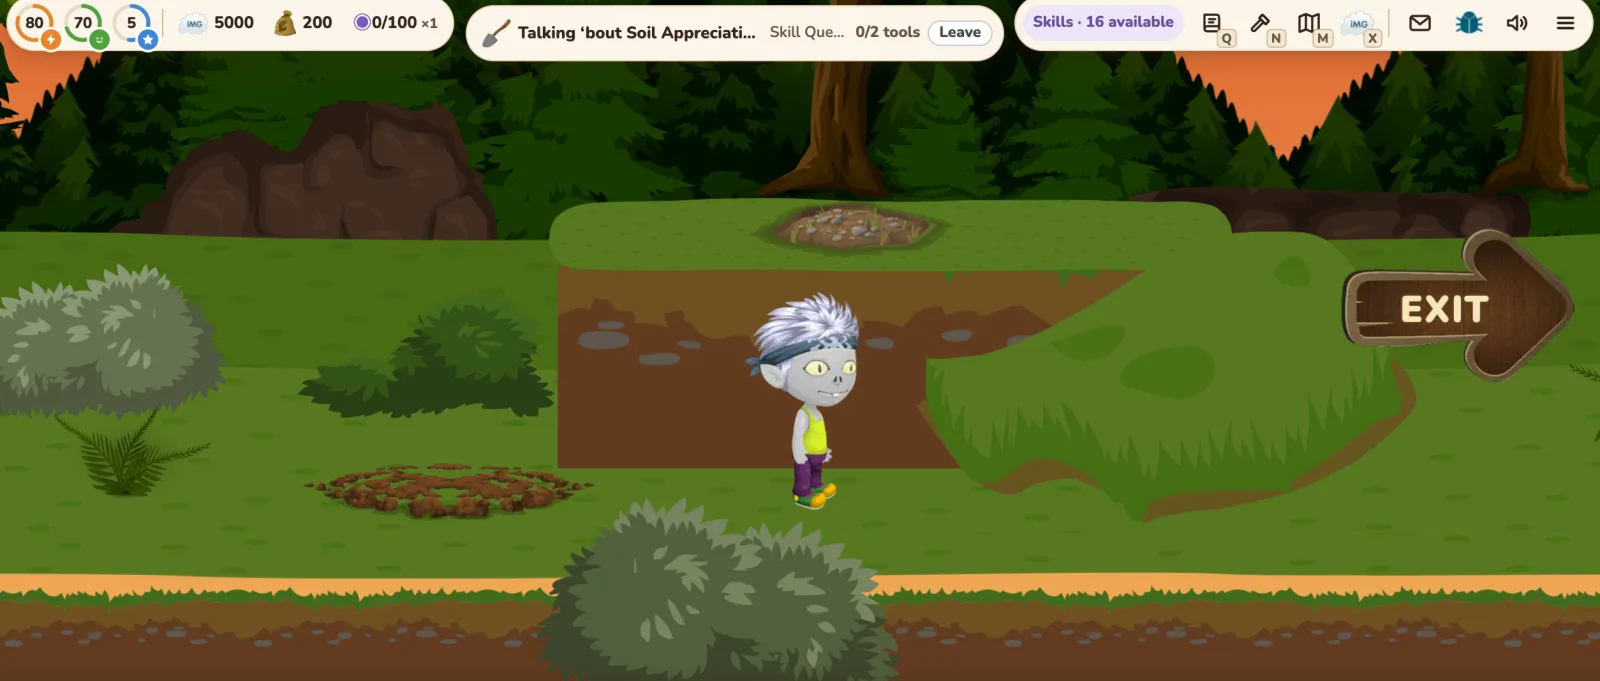 80
70
5
iMG 5000
200
0/100 ×1
Talking ‘bout Soil Appreciati... Skill Que... 0/2 tools Leave
Skills · 16 available
Q
N
M
iMG
X
EXIT